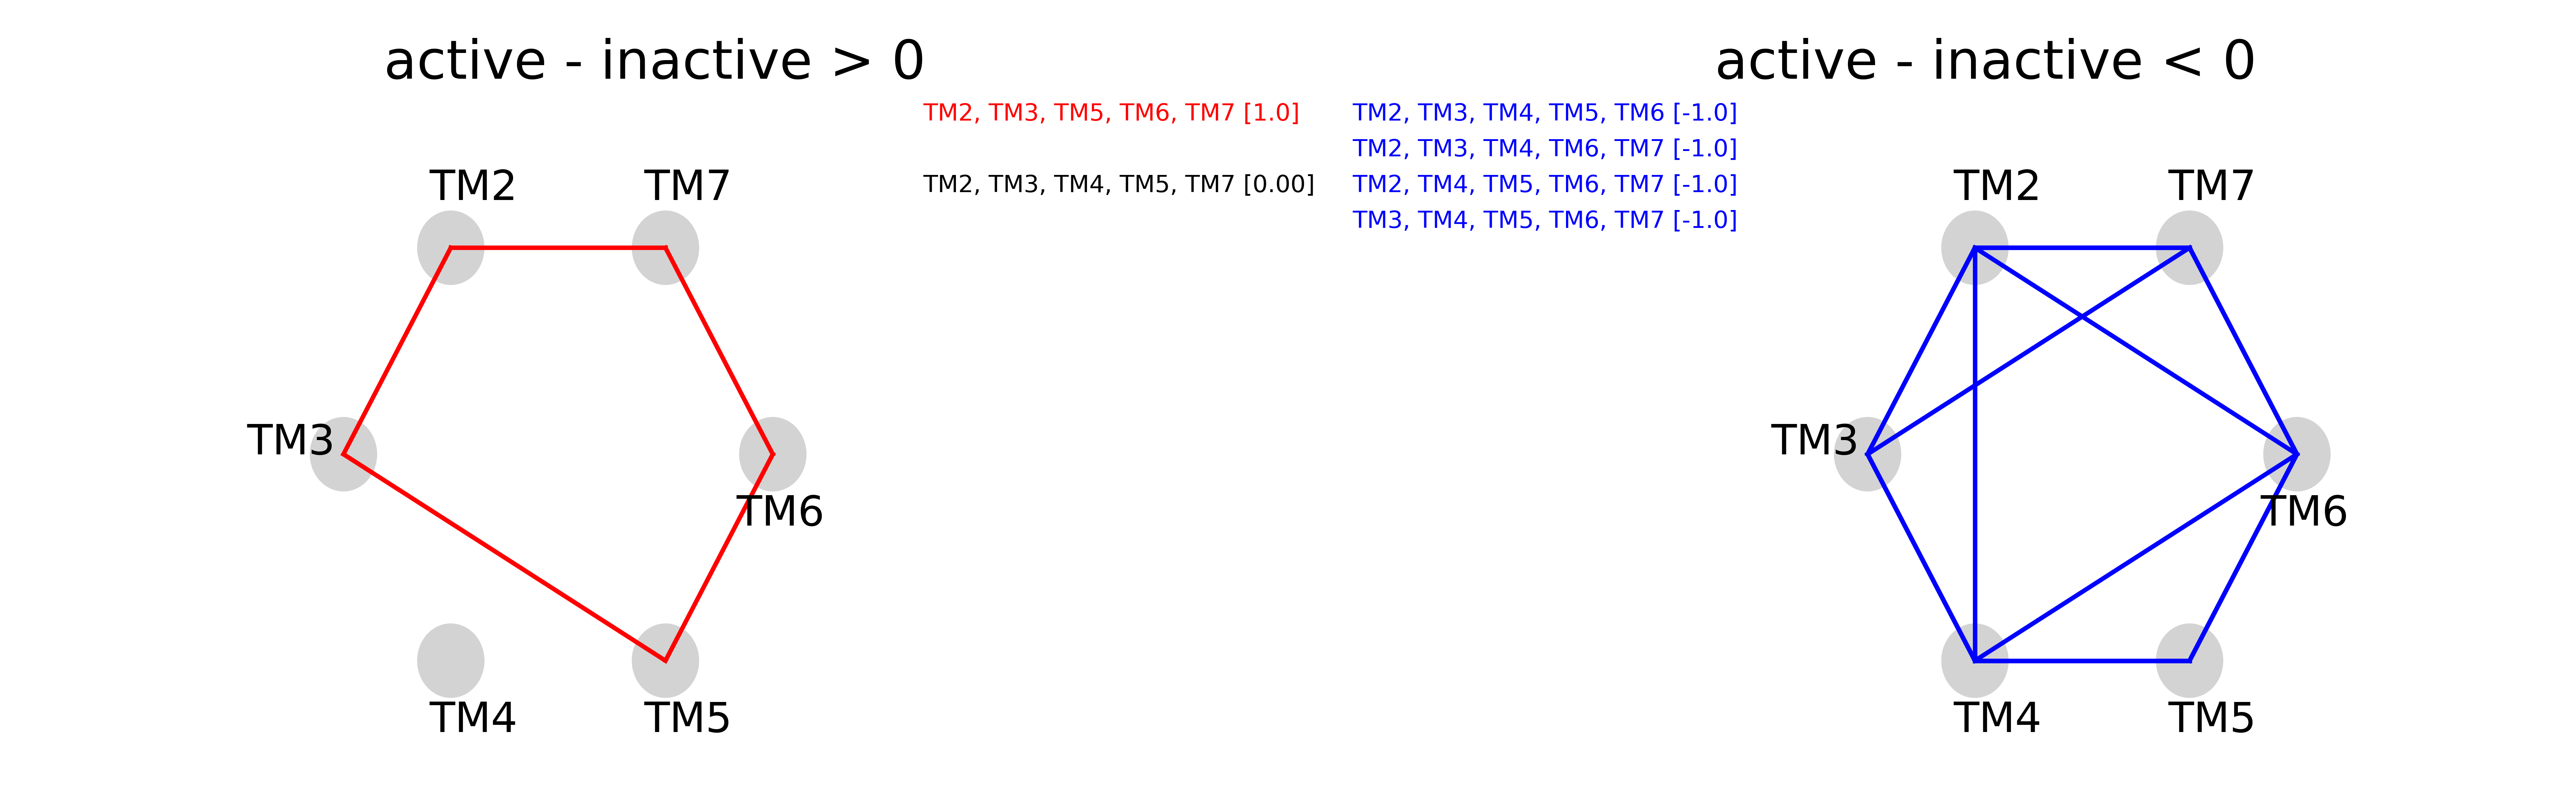 active - inactive > 0
active - inactive < 0
TM2, TM3, TM5, TM6, TM7 [1.0]
TM2, TM3, TM4, TM5, TM7 [0.00]
TM2, TM3, TM4, TM5, TM6 [-1.0]
TM2, TM3, TM4, TM6, TM7 [-1.0]
TM2, TM4, TM5, TM6, TM7 [-1.0]
TM3, TM4, TM5, TM6, TM7 [-1.0]
TM2
TM7
TM3
TM6
TM4
TM5
TM2
TM7
TM3
TM6
TM4
TM5